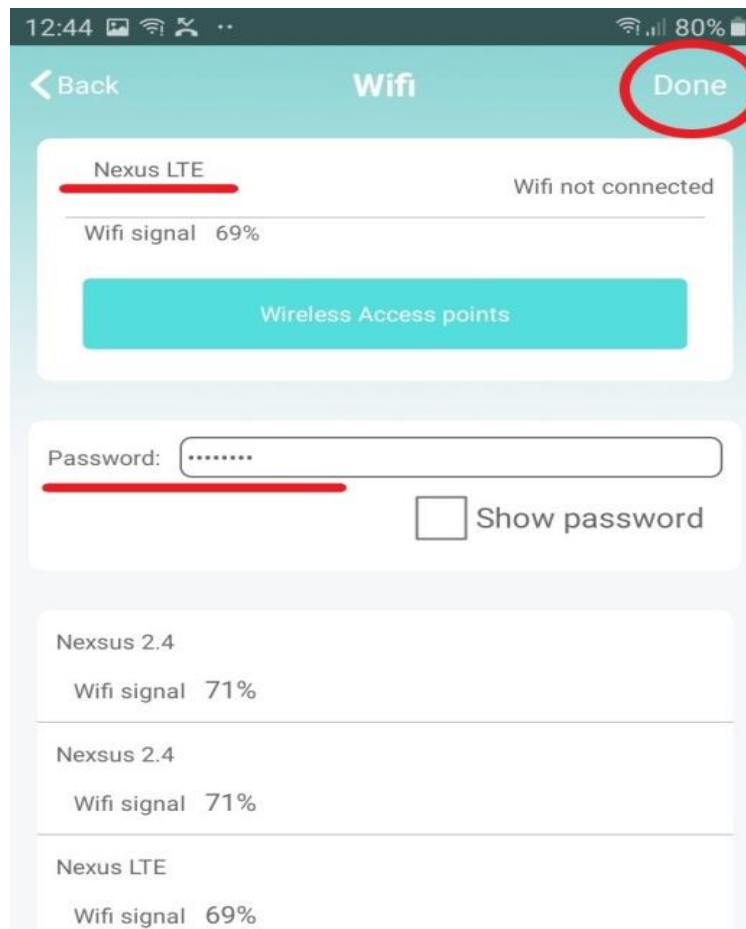 12:44 80%
Back Wifi Done
Nexus LTE
Wifi not connected
Wifi signal 69%
Wireless Access points
Password: ········
Show password
Nexsus 2.4
Wifi signal 71%
Nexsus 2.4
Wifi signal 71%
Nexus LTE
Wifi signal 69%